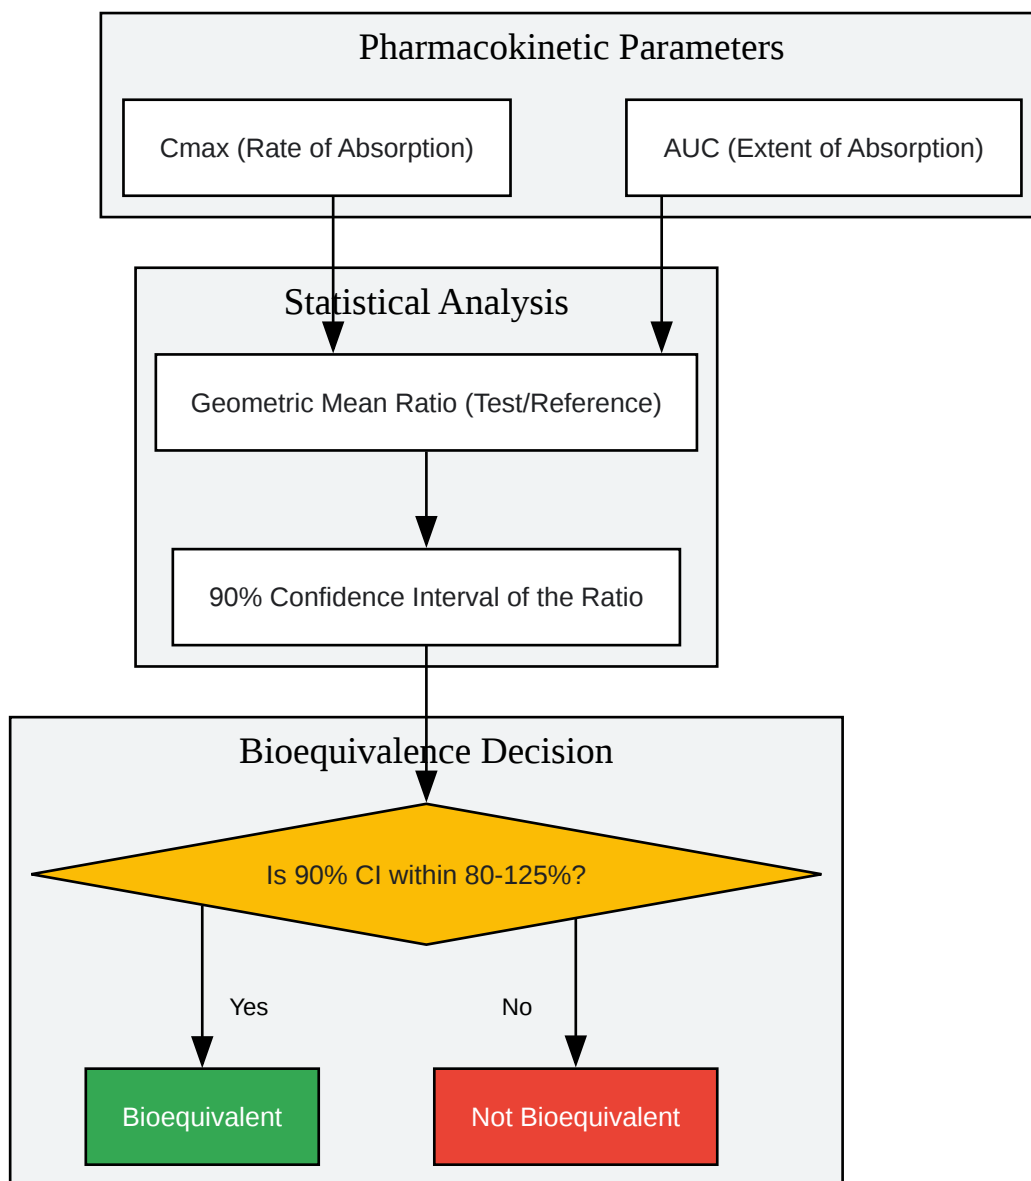 Pharmacokinetic Parameters
Cmax (Rate of Absorption)
AUC (Extent of Absorption)
Statistical Analysis
Geometric Mean Ratio (Test/Reference)
90% Confidence Interval of the Ratio
Bioequivalence Decision
Is 90% CI within 80-125%?
Yes
No
Bioequivalent
Not Bioequivalent